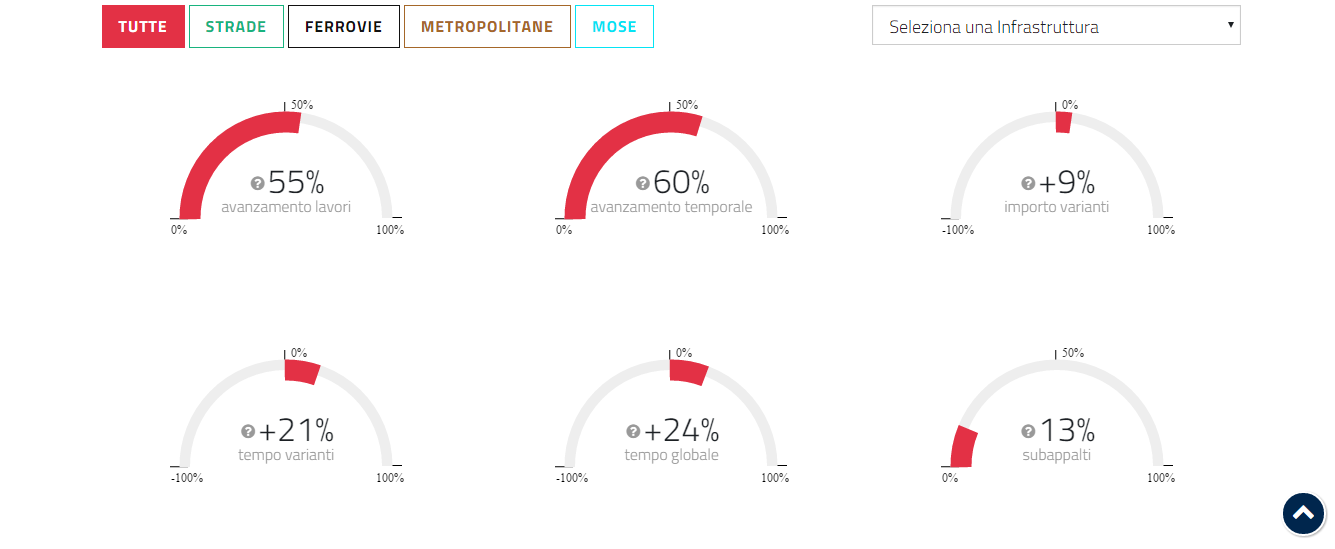 TUTTE STRADE FERROVIE METROPOLITANE MOSE Seleziona una Infrastruttura
50% 50% 0%
55% 60% +9%
avanzamento lavori avanzamento temporale importo varianti
0% 100% 0% 100% -100% 100%
0% 0% 50%
+21% +24% 13%
tempo varianti tempo globale subappalti
-100% 100% -100% 100% 0% 100%